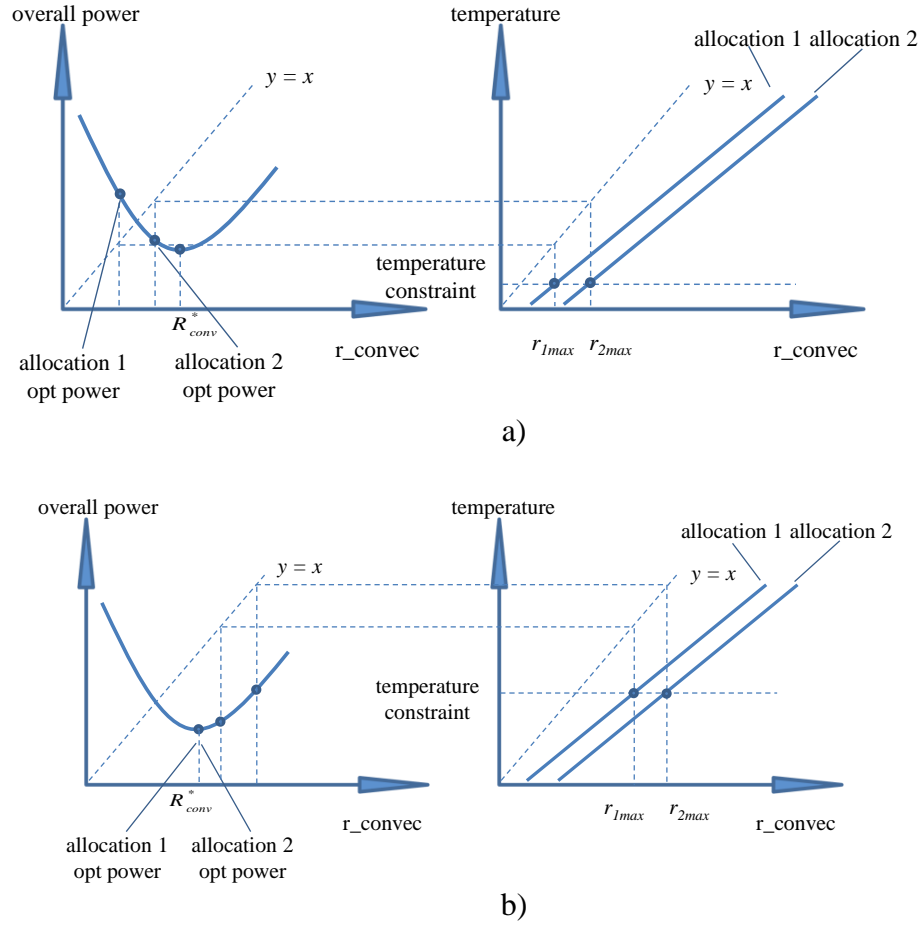 overall power
temperature
allocation 1 allocation 2
y = x
y = x
temperature
constraint
R*conv
r_convec
r1max
r2max
r_convec
allocation 1
opt power
allocation 2
opt power
a)
overall power
temperature
allocation 1 allocation 2
y = x
y = x
temperature
constraint
R*conv
r_convec
r1max
r2max
r_convec
allocation 1
opt power
allocation 2
opt power
b)